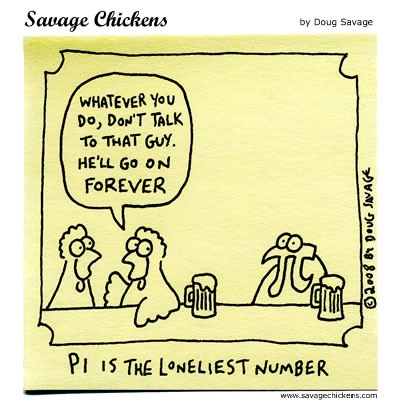 Savage Chickens
by Doug Savage
WHATEVER YOU
DO, DON'T TALK
TO THAT GUY.
HE'LL GO ON
FOREVER
π
© 2008 BY DOUG SAVAGE
PI IS THE LONELIEST NUMBER
www.savagechickens.com